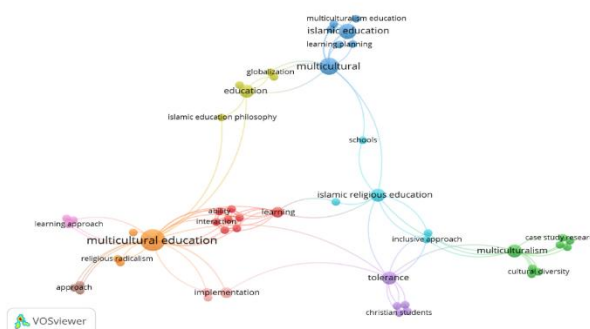 multiculturalism education
islamic education
learning planning
multicultural
globalization
education
islamic education philosophy
schools
islamic religious education
ability
learning
interaction
learning approach
multicultural education
inclusive approach
case study resear
multiculturalism
religious radicalism
cultural diversity
tolerance
approach
implementation
christian students
VOSviewer